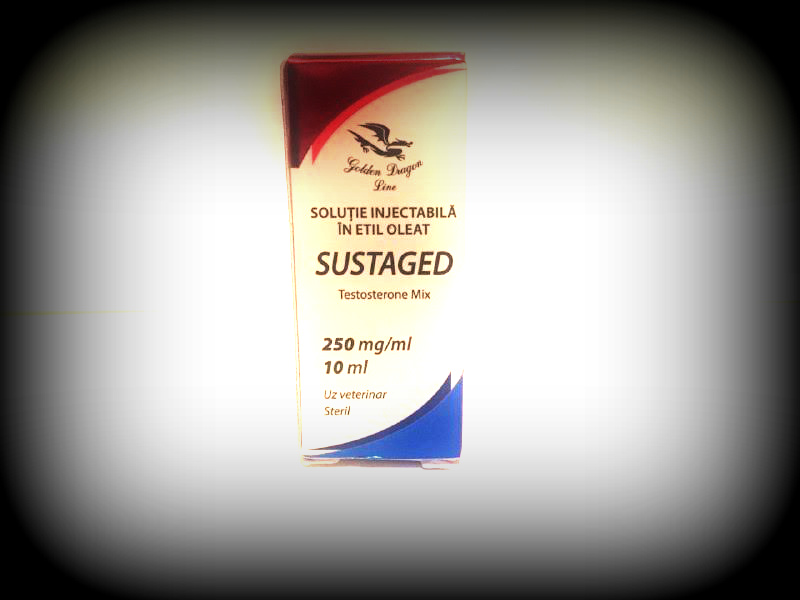 Golden Dragon
Line
SOLUȚIE INJECTABILĂ
ÎN ETIL OLEAT
SUSTAGED
Testosterone Mix
250 mg/ml
10 ml
Uz veterinar
Steril